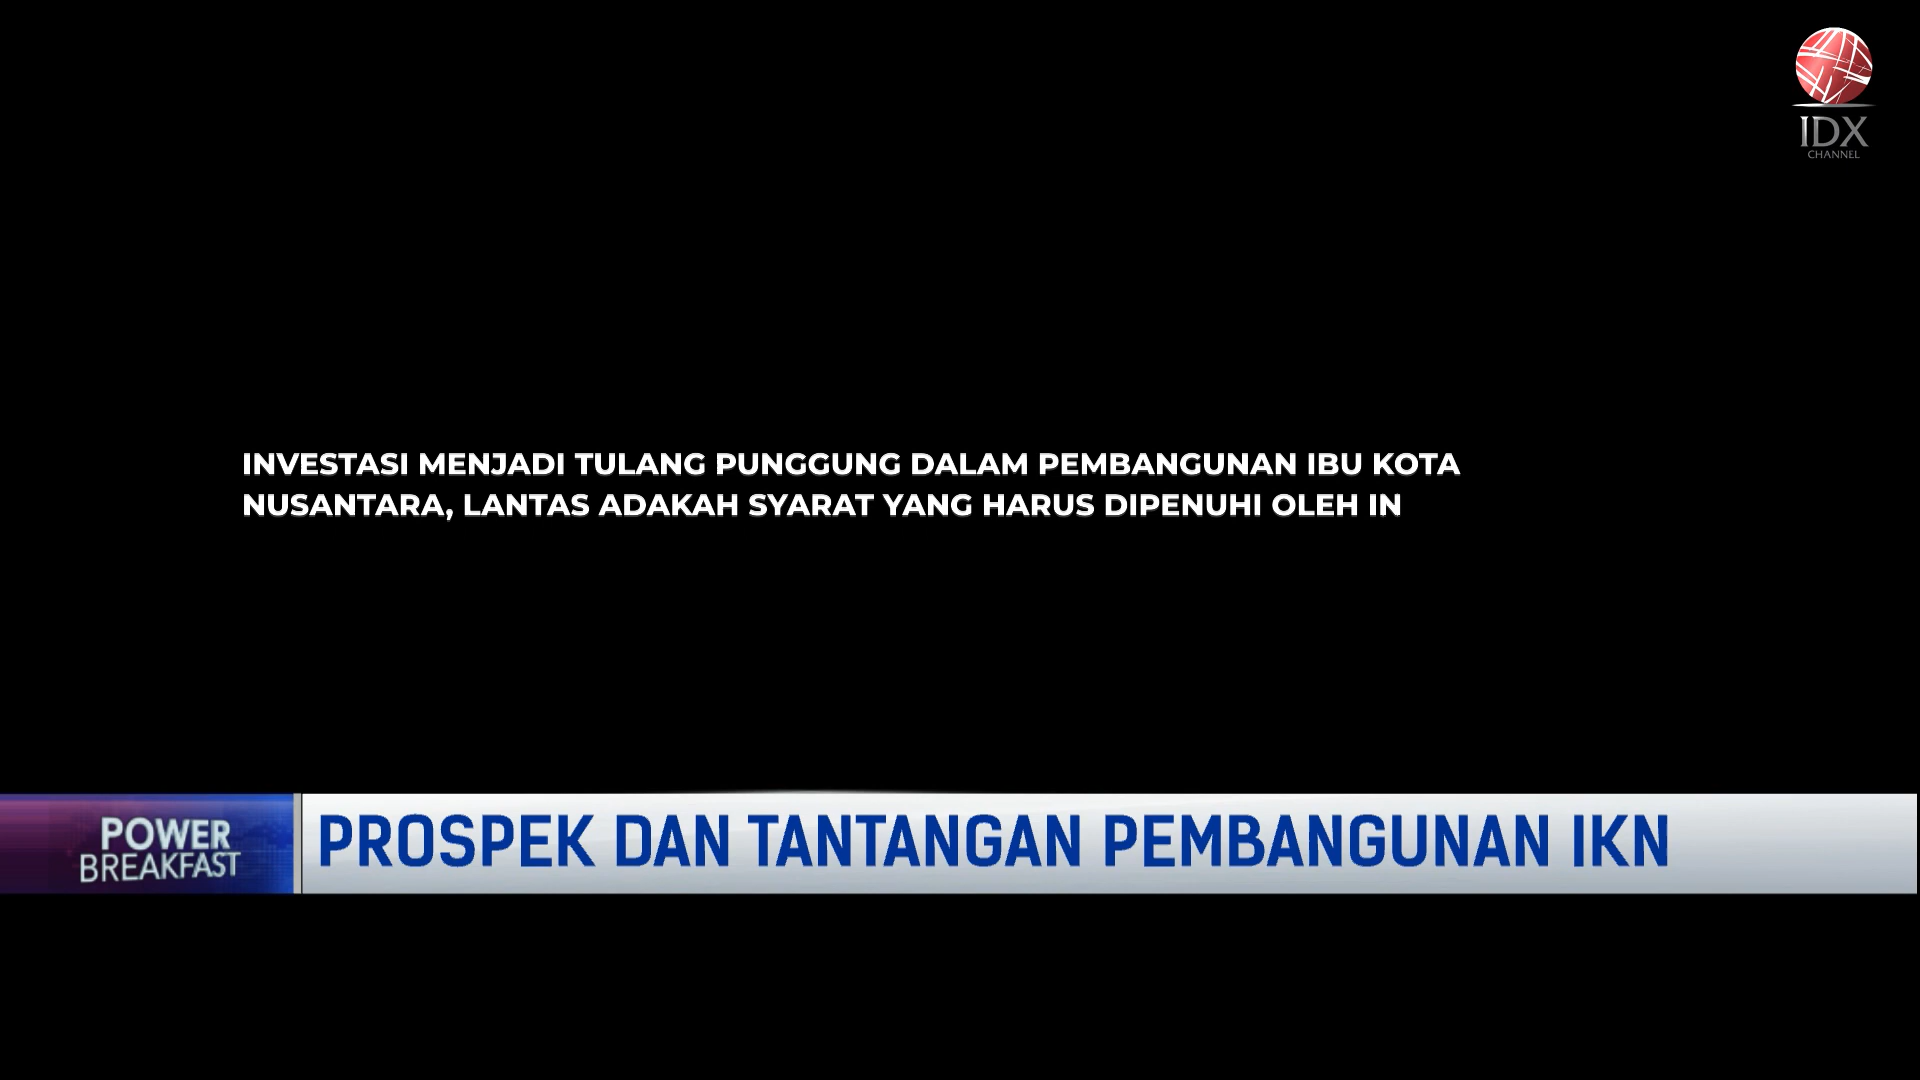 IDX
CHANNEL
INVESTASI MENJADI TULANG PUNGGUNG DALAM PEMBANGUNAN IBU KOTA
NUSANTARA, LANTAS ADAKAH SYARAT YANG HARUS DIPENUHI OLEH IN
POWER
BREAKFAST
PROSPEK DAN TANTANGAN PEMBANGUNAN IKN